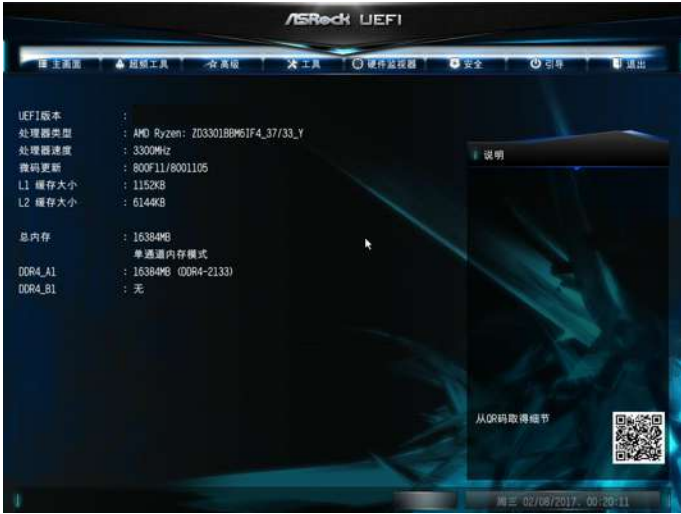 ASRock UEFI
主画面 超频工具 高级 工具 硬件监视器 安全 引导 退出
UEFI版本 :
处理器类型 : AMD Ryzen: ZD3301BBM6IF4_37/33_Y
处理器速度 : 3300MHz
微码更新 : 800F11/8001105
L1 缓存大小 : 1152KB
L2 缓存大小 : 6144KB
总内存 : 16384MB
单通道内存模式
DDR4_A1 : 16384MB (DDR4-2133)
DDR4_B1 : 无
说明
从QR码取得细节
周三 02/08/2017. 00:20:11